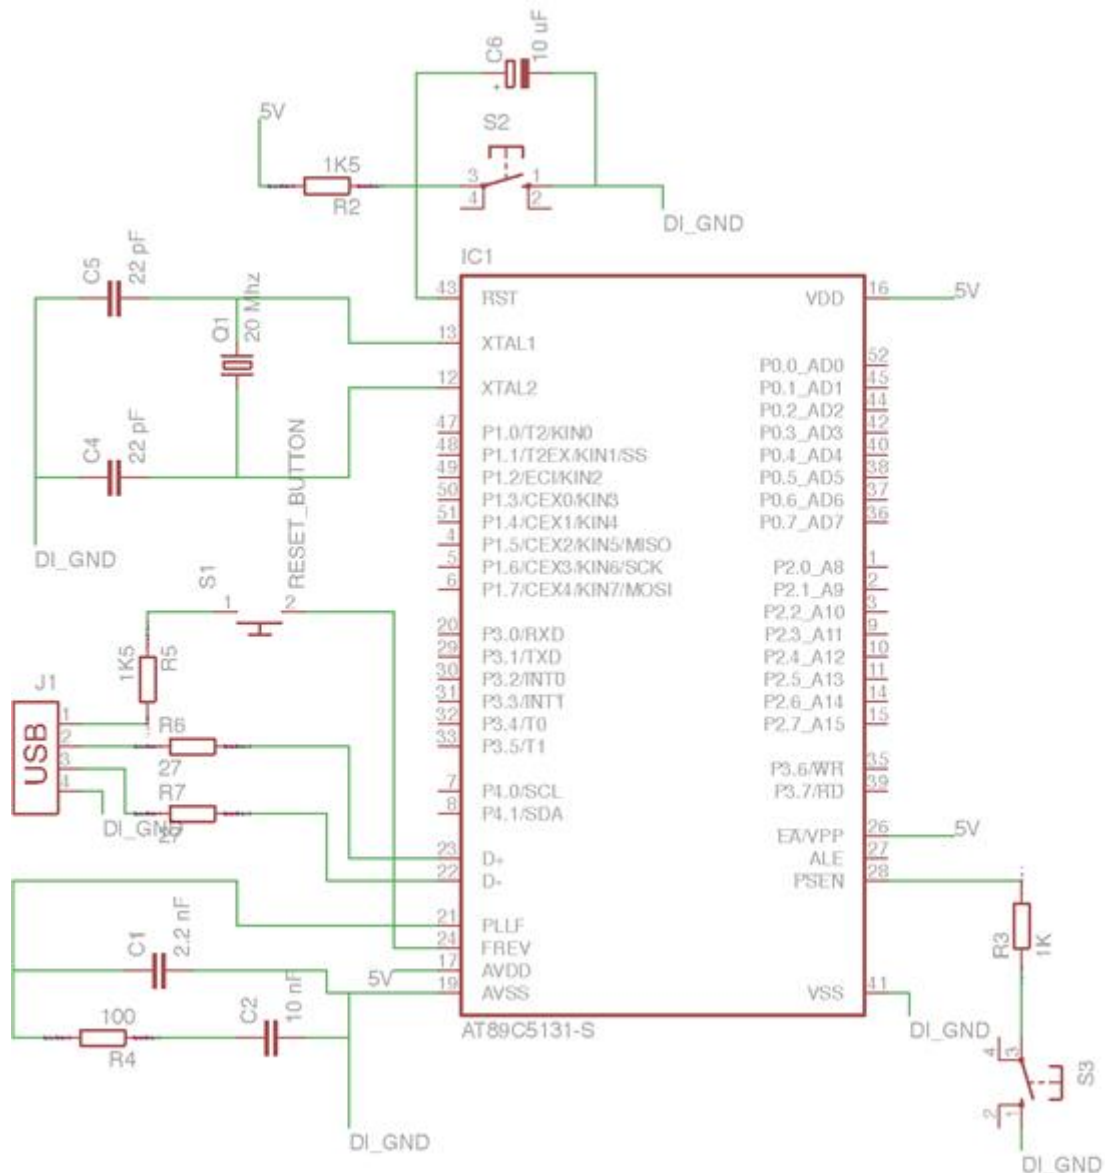 C6
10 uF
5V
S2
1K5
R2
3
1
4
2
DI_GND
IC1
C5
22 pF
Q1
20 Mhz
C4
22 pF
DI_GND
43
RST
13
XTAL1
12
XTAL2
47
P1.0/T2/KIN0
48
P1.1/T2EX/KIN1/SS
49
P1.2/ECI/KIN2
50
P1.3/CEX0/KIN3
51
P1.4/CEX1/KIN4
4
P1.5/CEX2/KIN5/MISO
5
P1.6/CEX3/KIN6/SCK
6
P1.7/CEX4/KIN7/MOSI
20
P3.0/RXD
29
P3.1/TXD
30
P3.2/INT0
31
P3.3/INT1
32
P3.4/T0
33
P3.5/T1
7
P4.0/SCL
8
P4.1/SDA
23
D+
22
D-
21
PLLF
24
FREV
17
AVDD
19
AVSS
VDD
16
5V
P0.0_AD0
52
P0.1_AD1
45
P0.2_AD2
44
P0.3_AD3
42
P0.4_AD4
40
P0.5_AD5
38
P0.6_AD6
37
P0.7_AD7
36
P2.0_A8
1
P2.1_A9
2
P2.2_A10
3
P2.3_A11
9
P2.4_A12
10
P2.5_A13
11
P2.6_A14
14
P2.7_A15
15
P3.6/WR
35
P3.7/RD
39
EA/VPP
26
5V
ALE
27
PSEN
28
VSS
41
DI_GND
AT89C5131-S
S1
RESET_BUTTON
1
2
1K5
R5
J1
USB
1
2
3
4
R6
27
R7
27
DI_GND
C1
2.2 nF
5V
C2
10 nF
100
R4
DI_GND
R3
1K
4
3
S3
2
1
DI_GND